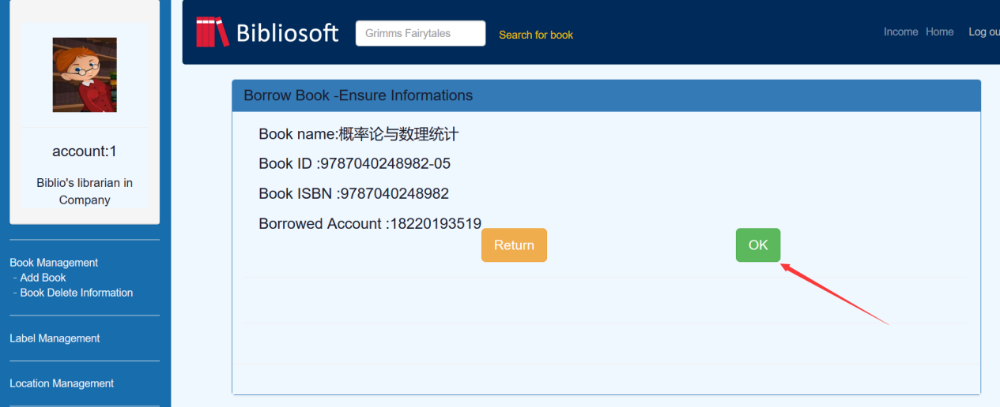 account:1
Biblio's librarian in
Company
Book Management
- Add Book
- Book Delete Information
Label Management
Location Management
Bibliosoft
Grimms Fairytales
Search for book
Income Home Log ou
Borrow Book -Ensure Informations
Book name:概率论与数理统计
Book ID :9787040248982-05
Book ISBN :9787040248982
Borrowed Account :18220193519
Return
OK